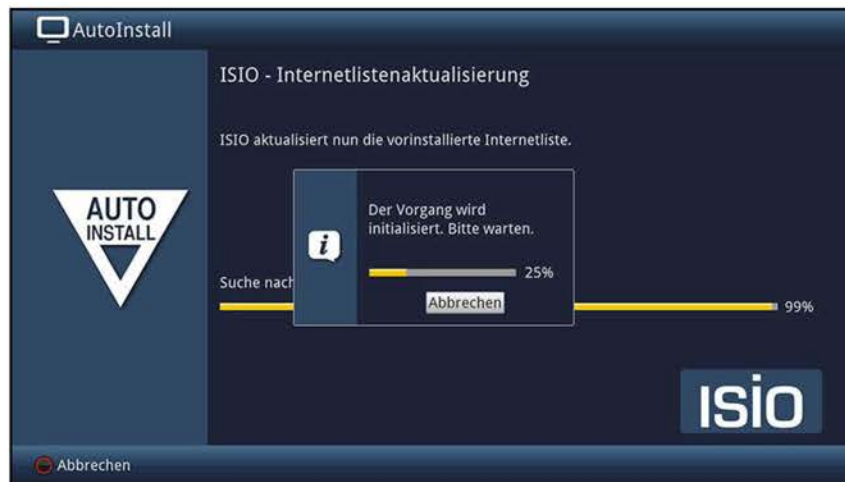 AutoInstall
ISIO - Internetlistenaktualisierung
ISIO aktualisiert nun die vorinstallierte Internetliste.
AUTO
INSTALL
Der Vorgang wird
initialisiert. Bitte warten.
i
25%
Suche nach
Abbrechen
99%
ISIO
Abbrechen